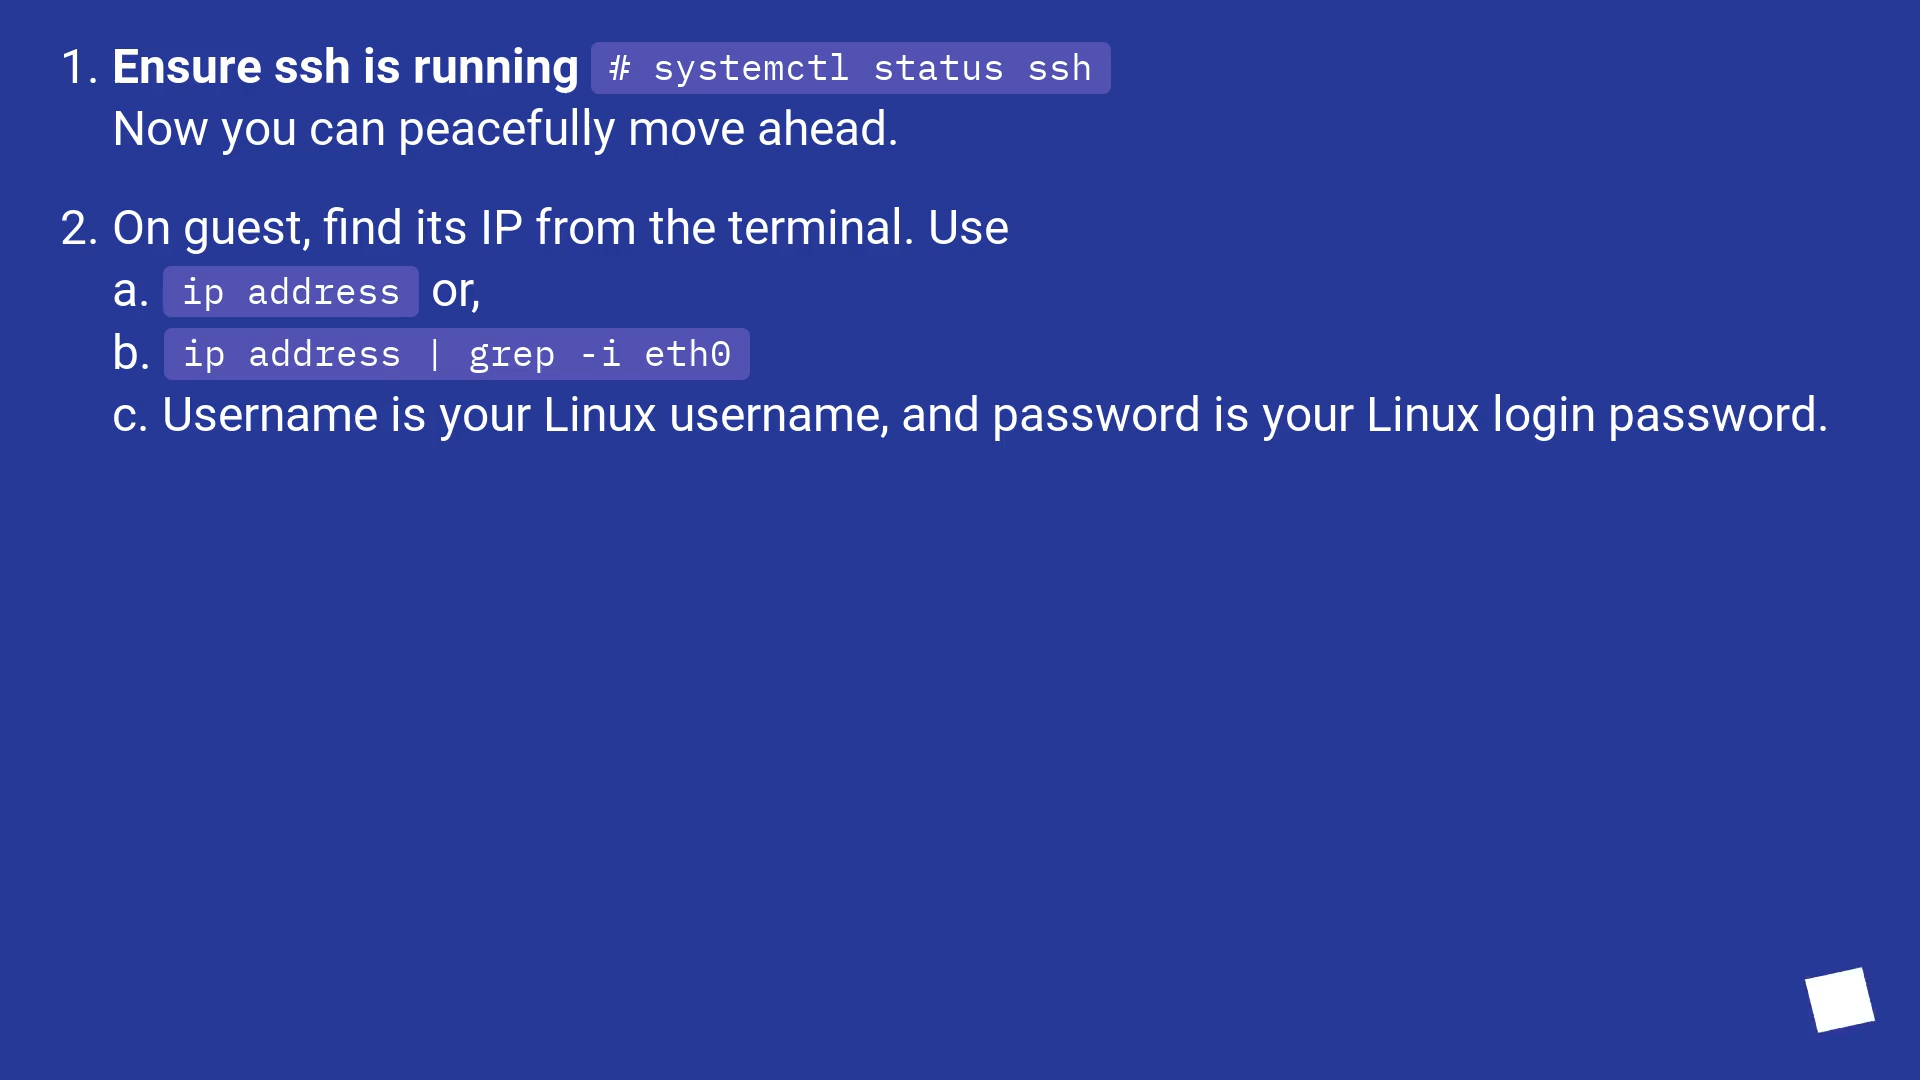 1. Ensure ssh is running # systemctl status ssh
Now you can peacefully move ahead.
2. On guest, find its IP from the terminal. Use
a. ip address or,
b. ip address | grep -i eth0
c. Username is your Linux username, and password is your Linux login password.